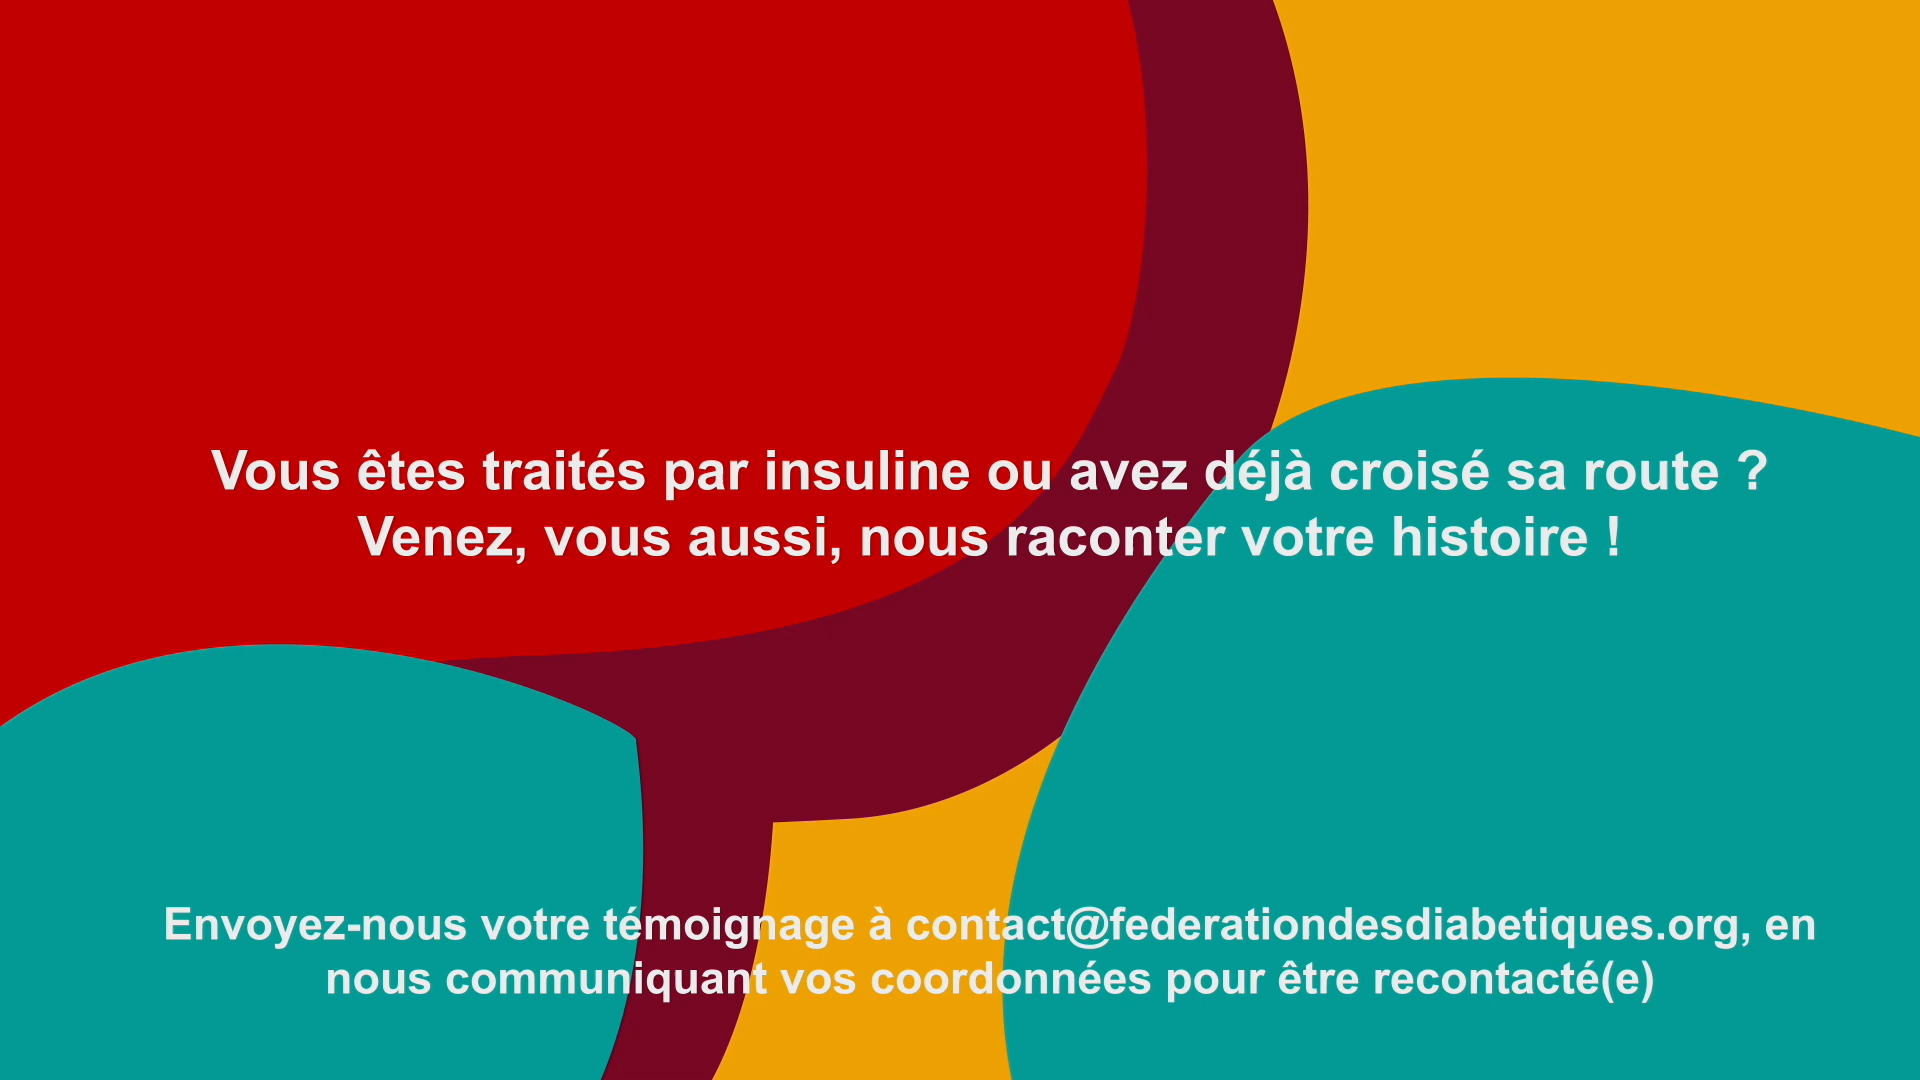 Vous êtes traités par insuline ou avez déjà croisé sa route ?
Venez, vous aussi, nous raconter votre histoire !
Envoyez-nous votre témoignage à contact@federationdesdiabetiques.org, en
nous communiquant vos coordonnées pour être recontacté(e)